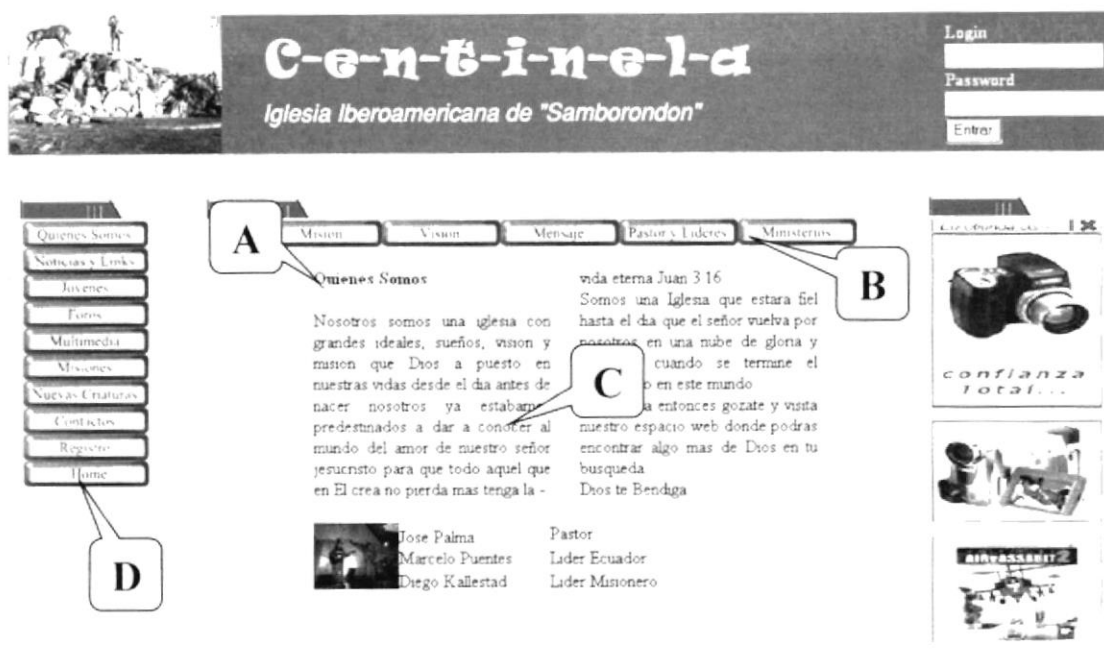 C-e-n-t-i-n-e-l-a
Iglesia Iberoamericana de "Samborondon"
Login
Password
Entrar
Quienes Somos
Noticias y Links
Jovenes
Foros
Multimedia
Misiones
Nuevas Criaturas
Contactos
Registro
Home
D
A
Mision
Vision
Mensaje
Pastor y Lideres
Ministerios
B
Quienes Somos
Nosotros somos una iglesia con
grandes ideales, sueños, vision y
mision que Dios a puesto en
nuestras vidas desde el dia antes de
nacer nosotros ya
predestinados a dar a conocer al
mundo del amor de nuestro señor
jesucristo para que todo aquel que
en El crea no pierda mas tenga la -
vida eterna Juan 3 16
Somos una Iglesia que estara fiel
hasta el dia que el señor vuelva por
nosotros en una nube de gloria y
cuando se termine el
en este mundo
entonces gozate y visita
nuestro espacio web donde podras
encontrar algo mas de Dios en tu
busqueda
Dios te Bendiga
C
Jose Palma Pastor
Marcelo Puentes Lider Ecuador
Diego Kallestad Lider Misionero
confianza
Total...